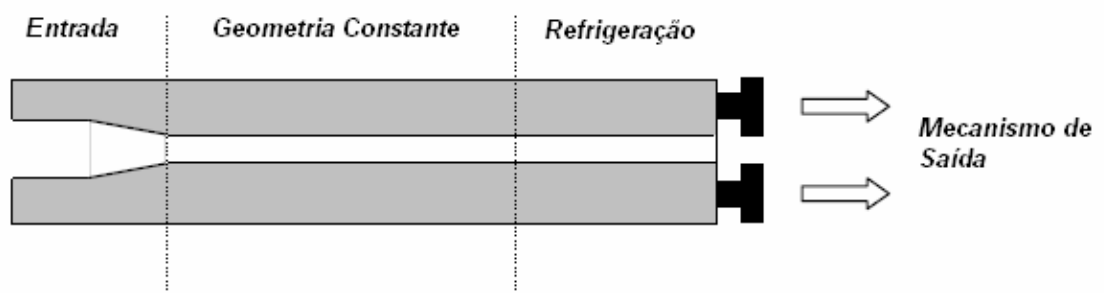 Entrada
Geometria Constante
Refrigeração
Mecanismo de
Saída